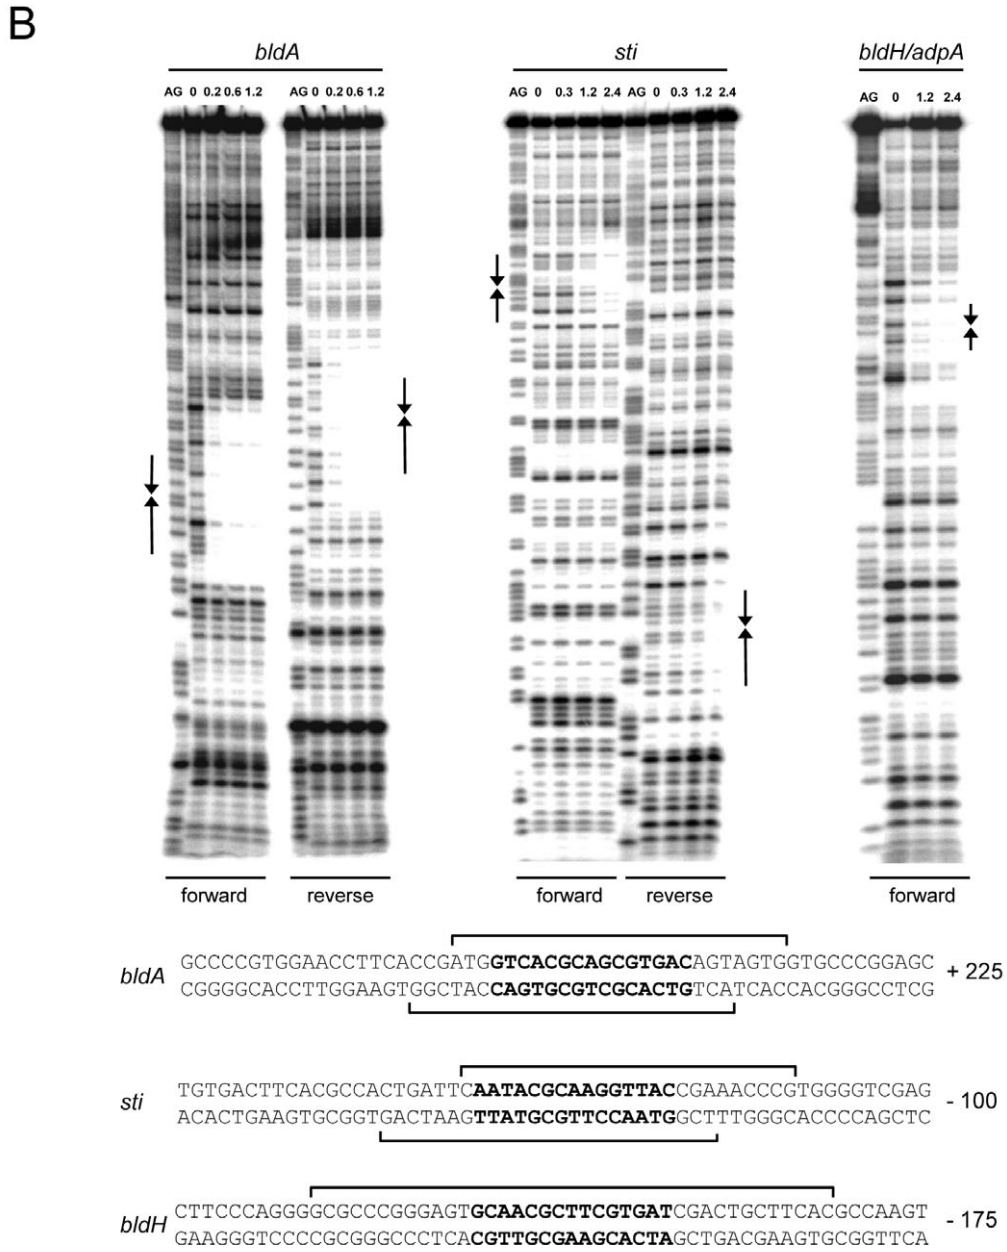 B
bldA sti bldH/adpA
AG 0 0.2 0.6 1.2 AG 0 0.2 0.6 1.2 AG 0 0.3 1.2 2.4 AG 0 0.3 1.2 2.4 AG 0 1.2 2.4
forward reverse forward reverse forward
GCCCCGTGGAACCTTCACCGATGGTCACGCAGCGTGACAGTAGTGGTGCCCGGAGC
bldA + 225
CGGGGCACCTTGGAAGTGGCTACCAGTGCGTCGCACTGTCATCACCACGGGCCTCG
TGTGACTTCACGCCACTGATTCAATACGCAAGGTTACCGAAACCCGTGGGGTCGAG
sti - 100
ACACTGAAGTGCGGTGACTAAGTTATGCGTTCCAATGGCTTTGGGCACCCCAGCTC
CTTCCCAGGGGCGCCCGGGAGTGCAACGCTTCGTGATCGACTGCTTCACGCCAAGT
bldH - 175
GAAGGGTCCCCGCGGGCCCTCACGTTGCGAAGCACTAGCTGACGAAGTGCGGTTCA